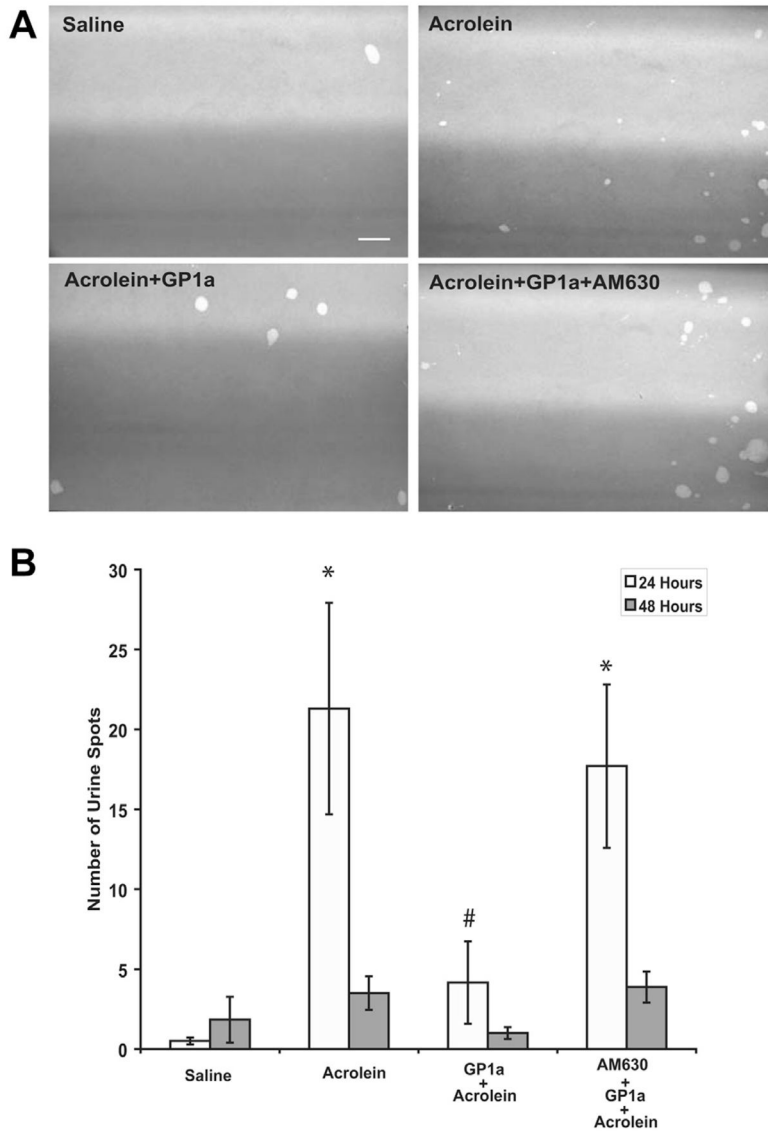 A
Saline
Acrolein
Acrolein+GP1a
Acrolein+GP1a+AM630
B
Number of Urine Spots
30
25
20
15
10
5
0
*
#
*
24 Hours
48 Hours
Saline
Acrolein
GP1a
+
Acrolein
AM630
+
GP1a
+
Acrolein